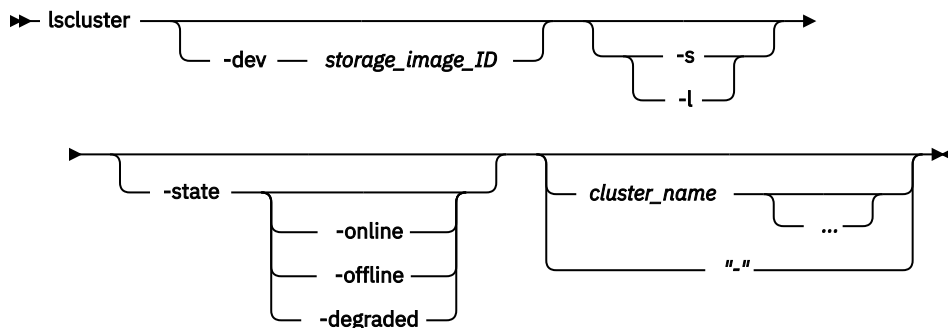 lscluster -dev storage_image_ID -s
-l
-state cluster_name ...
-online
-offline "-"
-degraded